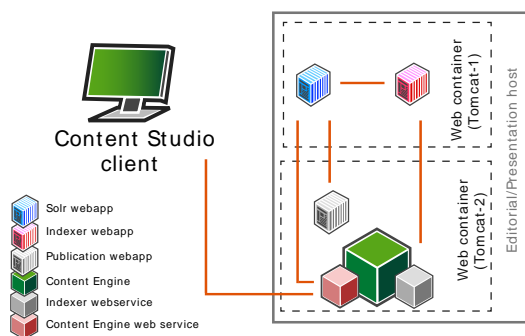 Content Studio
client
Solr webapp
Indexer webapp
Publication webapp
Content Engine
Indexer webservice
Content Engine web service
Web container
(Tomcat-1)
Web container
(Tomcat-2)
Editorial/Presentation host